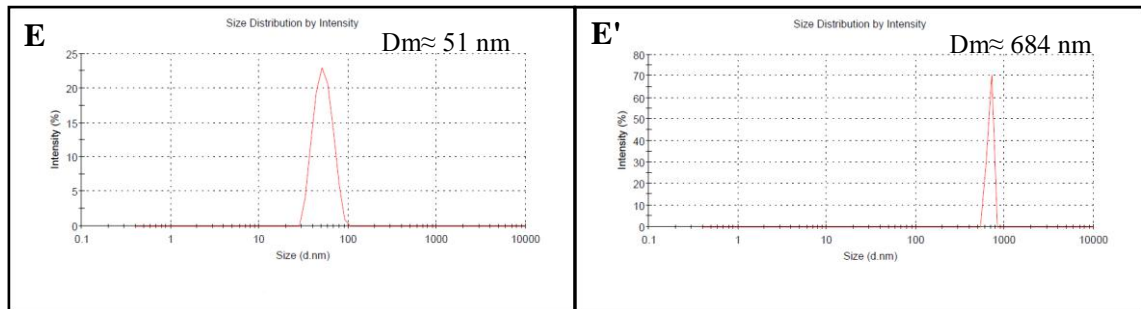 E
Size Distribution by Intensity
Dm≈ 51 nm
Intensity (%)
25
20
15
10
5
0
0.1 1 10 100 1000 10000
Size (d.nm)
E'
Size Distribution by Intensity
Dm≈ 684 nm
Intensity (%)
80
70
60
50
40
30
20
10
0
0.1 1 10 100 1000 10000
Size (d.nm)